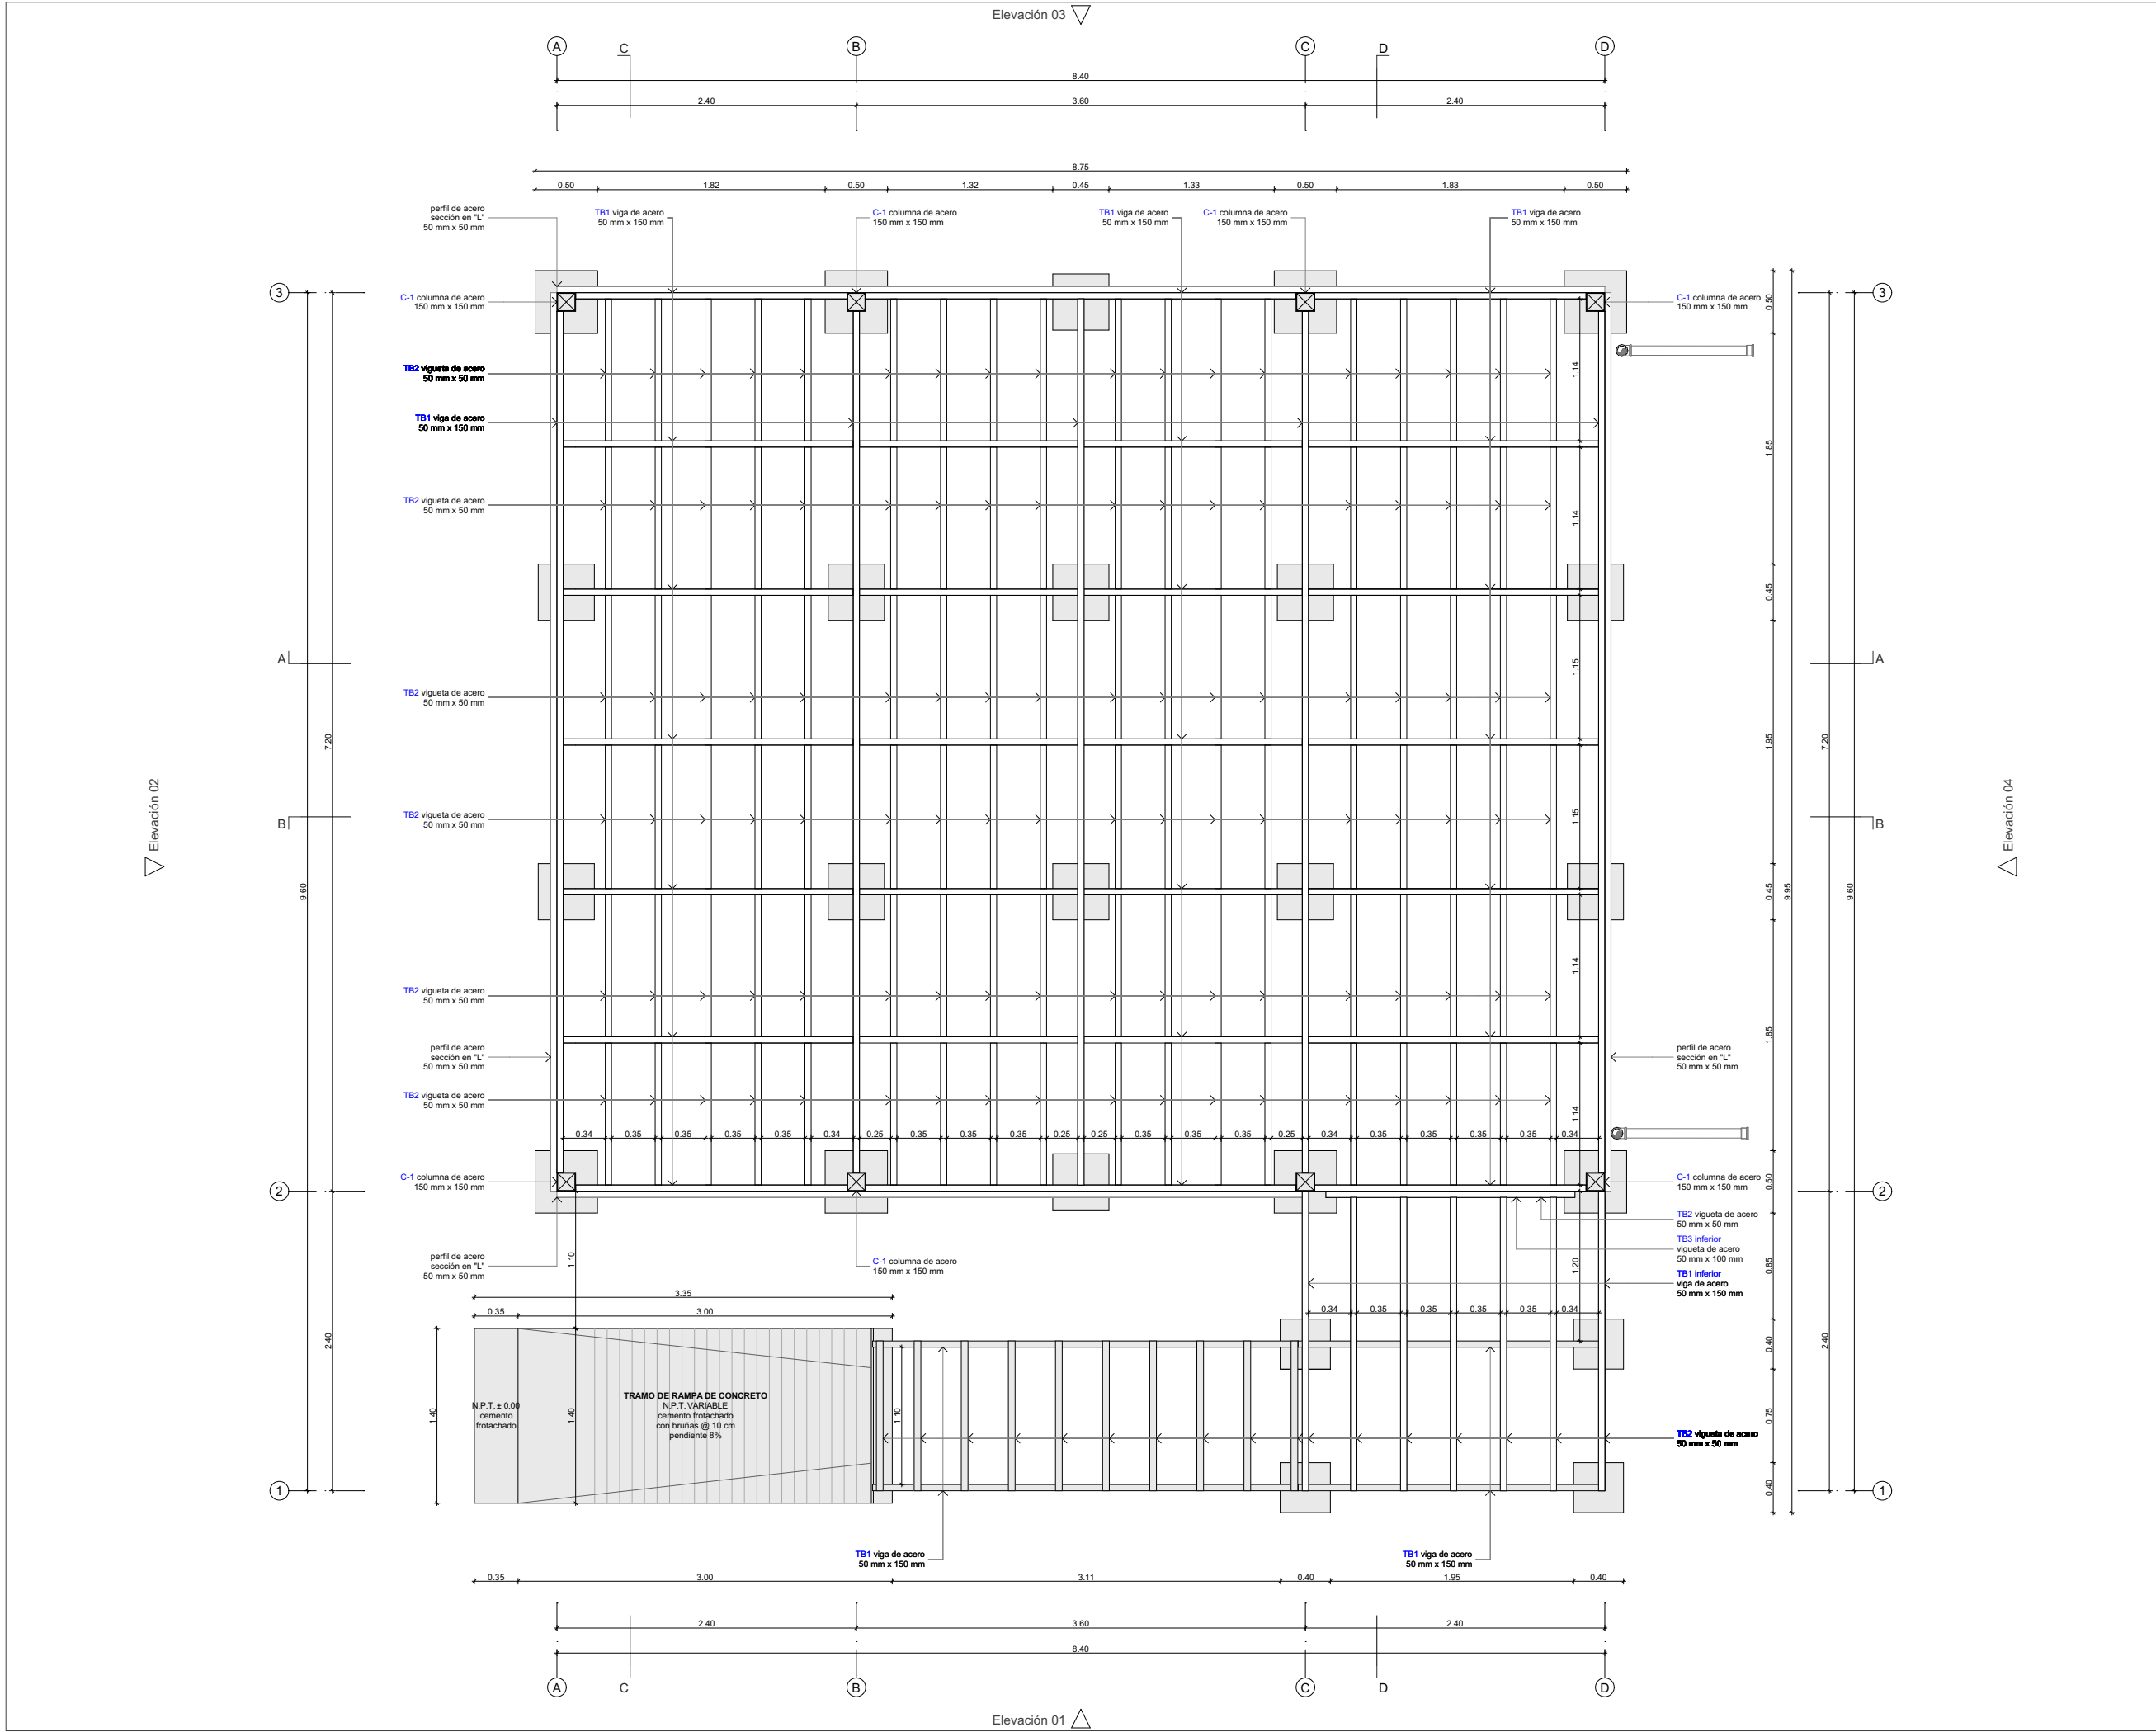 Elevación 03
A
C
B
C
D
D
8.40
2.40
3.60
2.40
8.75
0.50
1.82
0.50
1.32
0.45
1.33
0.50
1.83
0.50
perfil de acero
sección en "L"
50 mm x 50 mm
TB1 viga de acero
50 mm x 150 mm
C-1 columna de acero
150 mm x 150 mm
TB1 viga de acero
50 mm x 150 mm
C-1 columna de acero
150 mm x 150 mm
TB1 viga de acero
50 mm x 150 mm
3
C-1 columna de acero
150 mm x 150 mm
C-1 columna de acero
150 mm x 150 mm
0.50
3
TB2 vigueta de acero
50 mm x 50 mm
1.14
TB1 viga de acero
50 mm x 150 mm
1.85
TB2 vigueta de acero
50 mm x 50 mm
1.14
0.45
A
A
1.15
TB2 vigueta de acero
50 mm x 50 mm
7.20
1.95
7.20
Elevación 02
B
TB2 vigueta de acero
50 mm x 50 mm
1.15
B
Elevación 04
9.60
0.45
9.95
9.60
1.14
TB2 vigueta de acero
50 mm x 50 mm
1.85
perfil de acero
sección en "L"
50 mm x 50 mm
perfil de acero
sección en "L"
50 mm x 50 mm
TB2 vigueta de acero
50 mm x 50 mm
1.14
0.34
0.35
0.35
0.35
0.35
0.34
0.25
0.35
0.35
0.35
0.25
0.25
0.35
0.35
0.35
0.25
0.34
0.35
0.35
0.35
0.35
0.34
2
C-1 columna de acero
150 mm x 150 mm
C-1 columna de acero
150 mm x 150 mm
0.50
2
TB2 vigueta de acero
50 mm x 50 mm
TB3 inferior
vigueta de acero
50 mm x 100 mm
TB1 inferior
viga de acero
50 mm x 150 mm
perfil de acero
sección en "L"
50 mm x 50 mm
1.10
C-1 columna de acero
150 mm x 150 mm
1.20
0.85
3.35
0.35
3.00
0.34
0.35
0.35
0.35
0.35
0.34
2.40
0.40
2.40
1.40
N.P.T. ± 0.00
cemento
frotachado
1.40
TRAMO DE RAMPA DE CONCRETO
N.P.T. VARIABLE
cemento frotachado
con bruñas @ 10 cm
pendiente 8%
1.10
0.75
TB2 vigueta de acero
50 mm x 50 mm
0.40
1
1
TB1 viga de acero
50 mm x 150 mm
TB1 viga de acero
50 mm x 150 mm
0.35
3.00
3.11
0.40
1.95
0.40
2.40
3.60
2.40
8.40
A
C
B
C
D
D
Elevación 01